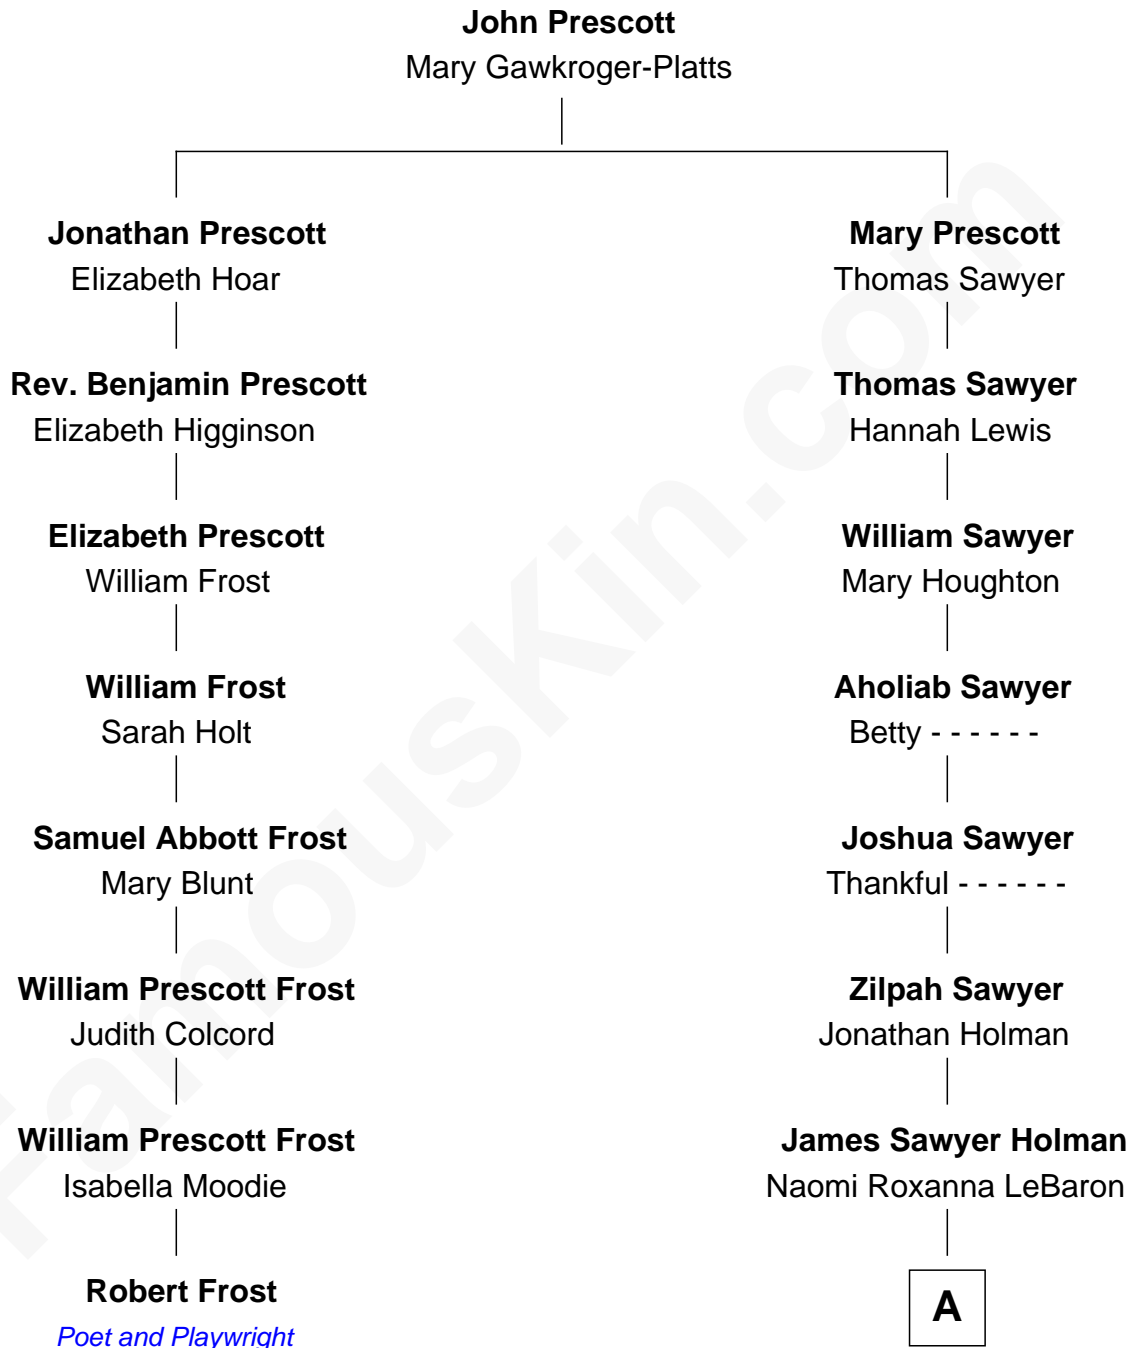 John Prescott
Mary Gawkroger-Platts
Jonathan Prescott
Elizabeth Hoar
Mary Prescott
Thomas Sawyer
Rev. Benjamin Prescott
Elizabeth Higginson
Thomas Sawyer
Hannah Lewis
Elizabeth Prescott
William Frost
William Sawyer
Mary Houghton
William Frost
Sarah Holt
Aholiab Sawyer
Betty - - - - - -
Samuel Abbott Frost
Mary Blunt
Joshua Sawyer
Thankful - - - - - -
William Prescott Frost
Judith Colcord
Zilpah Sawyer
Jonathan Holman
William Prescott Frost
Isabella Moodie
James Sawyer Holman
Naomi Roxanna LeBaron
Robert Frost
Poet and Playwright
A
FamousKin.com